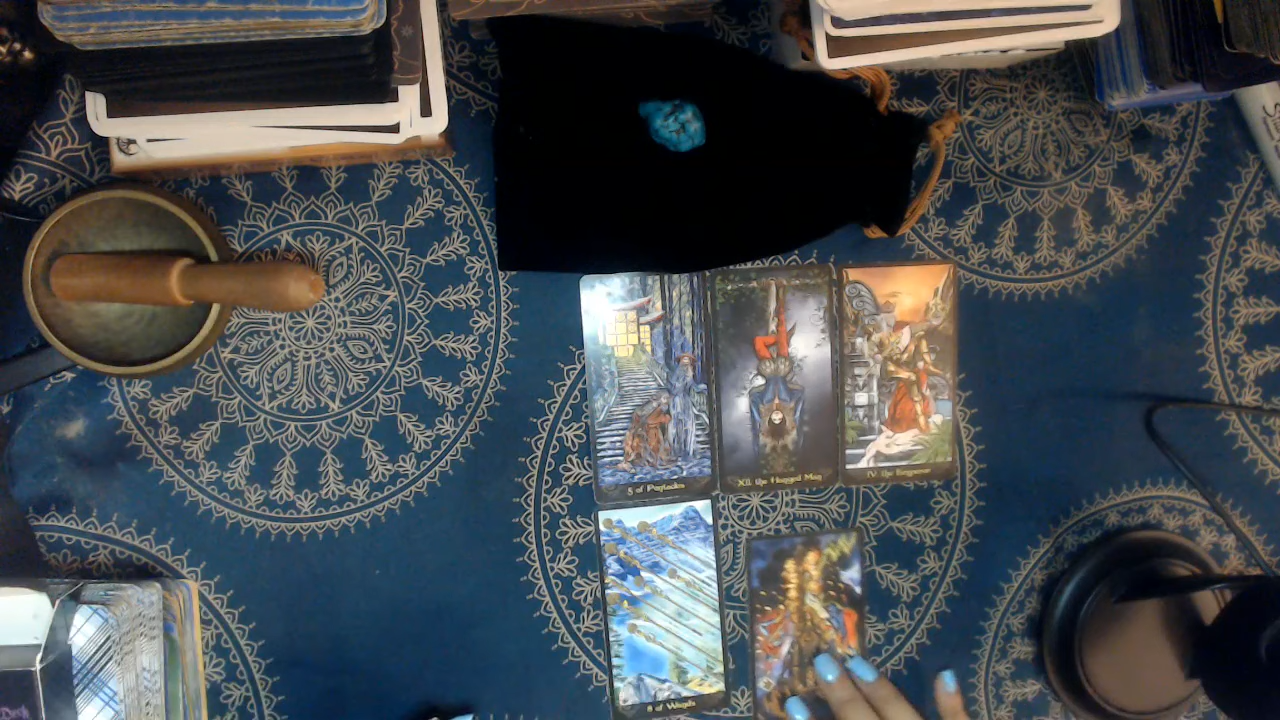 5 of Pentacles
XII. The Hanged Man
IV. The Emperor
8 of Wands